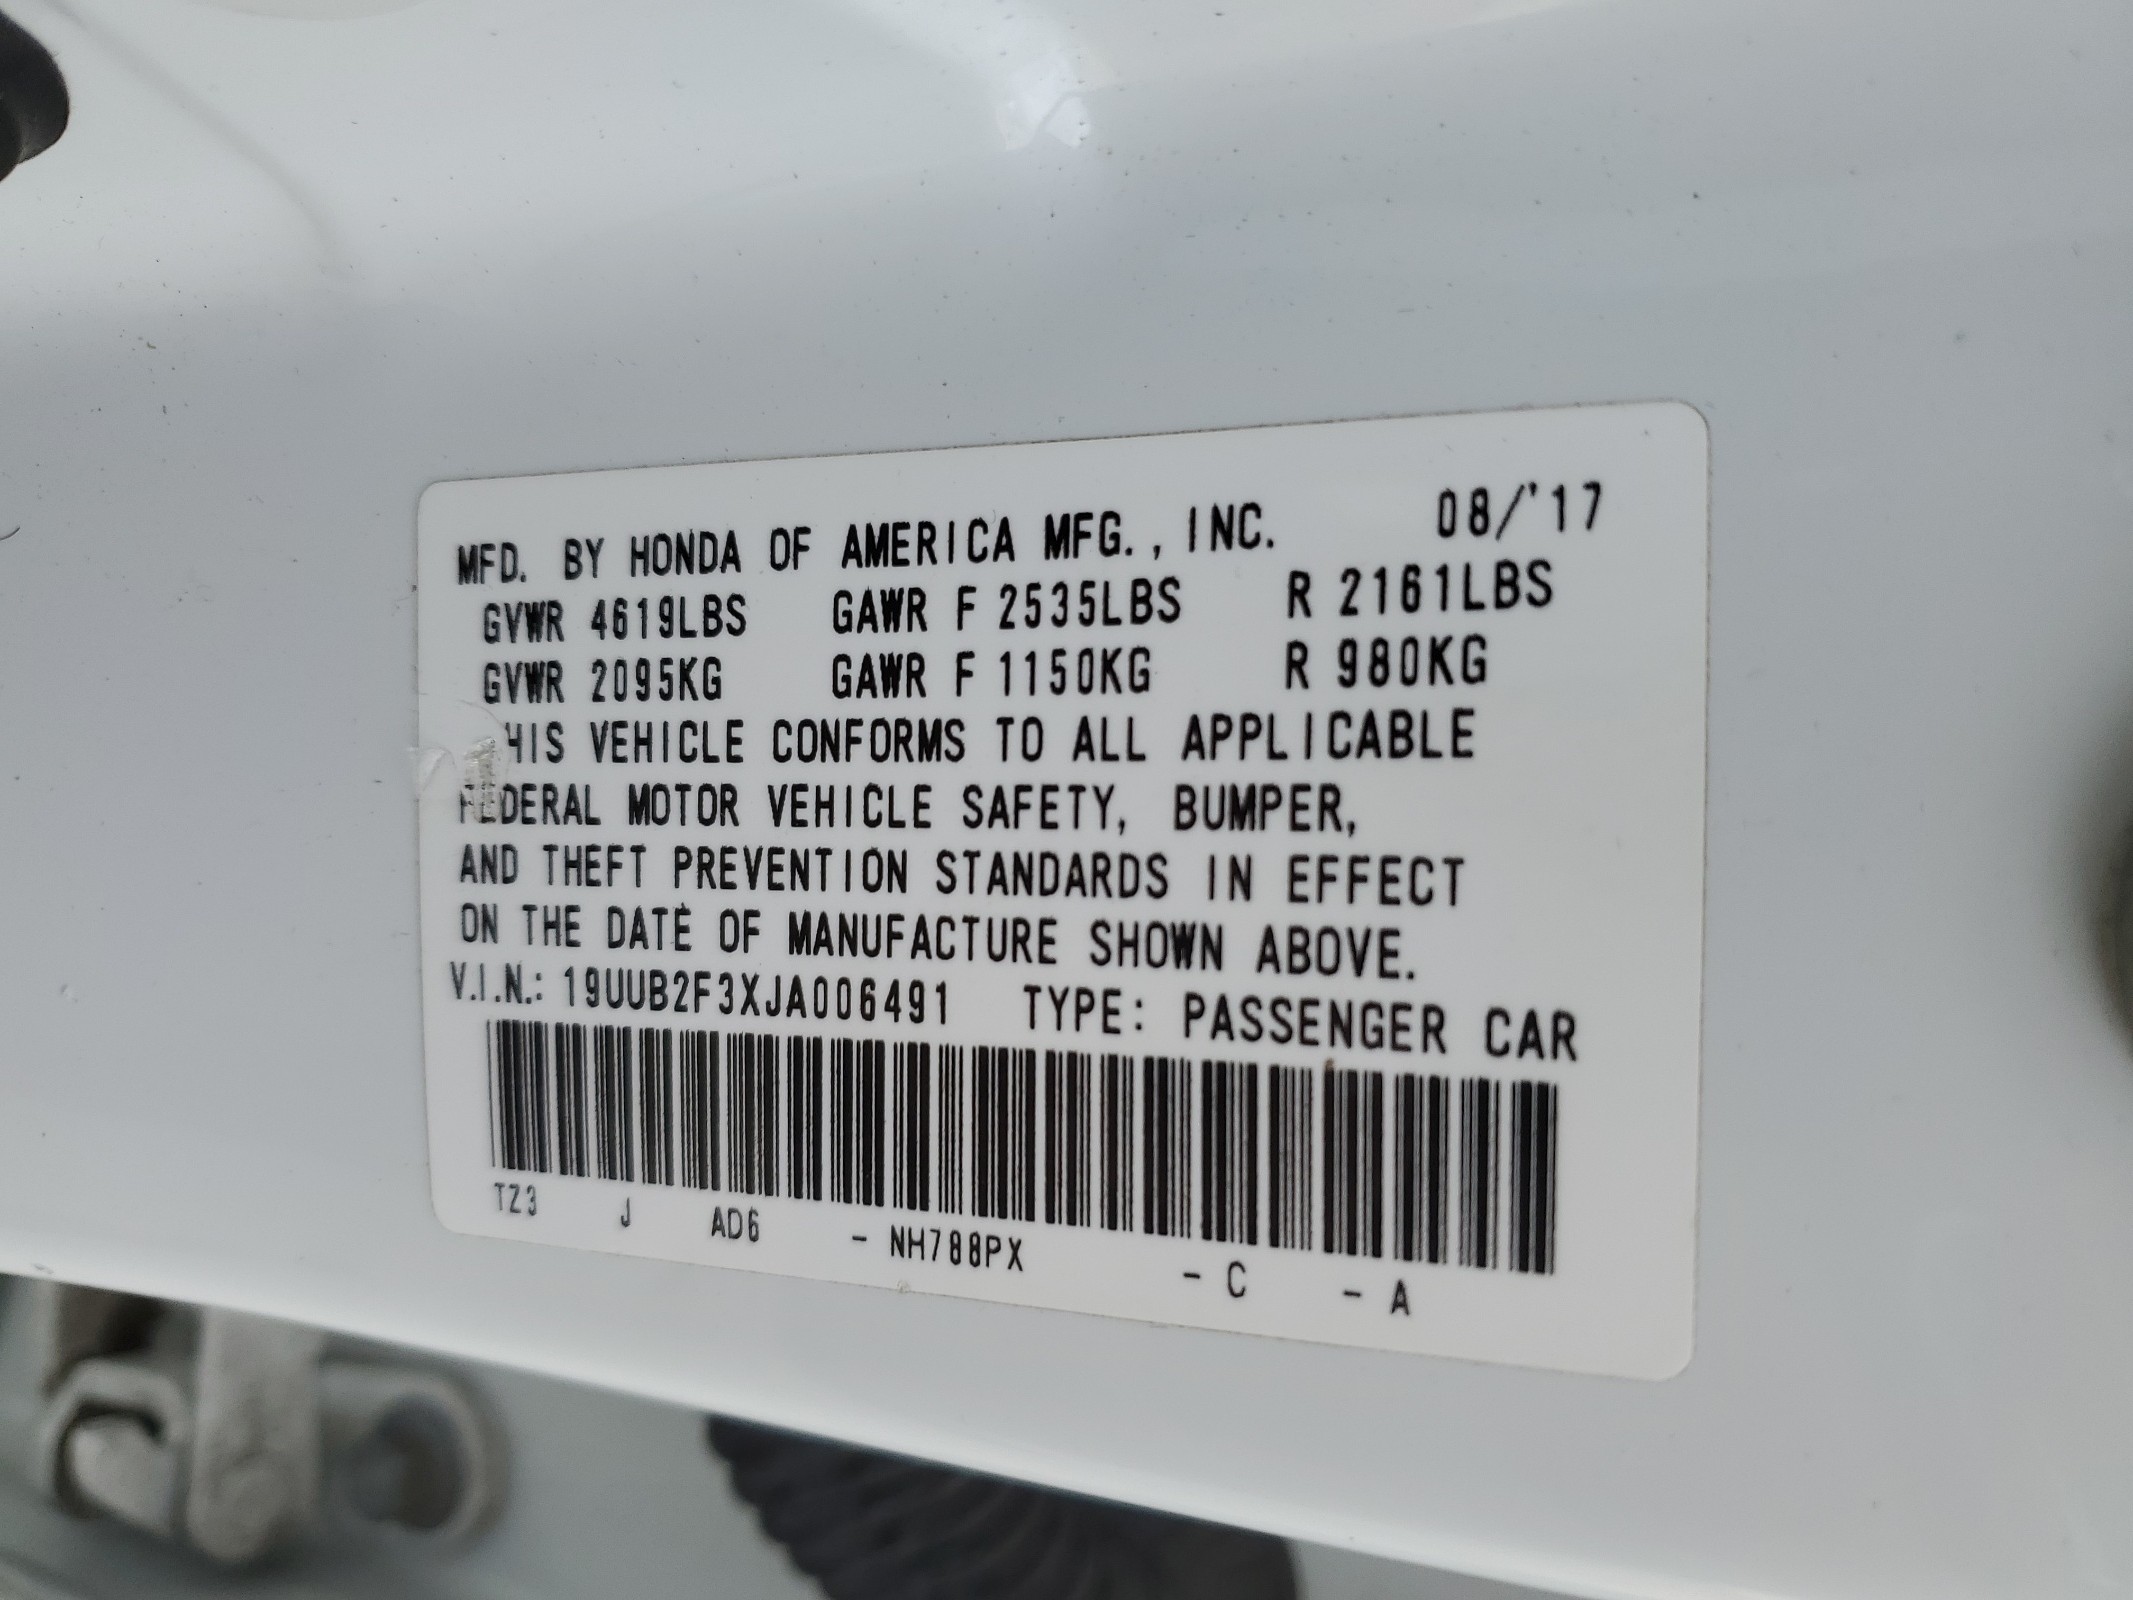 MFD. BY HONDA OF AMERICA MFG., INC. 08/'17
GVWR 4619LBS GAWR F 2535LBS R 2161LBS
GVWR 2095KG GAWR F 1150KG R 980KG
HIS VEHICLE CONFORMS TO ALL APPLICABLE
FEDERAL MOTOR VEHICLE SAFETY, BUMPER,
AND THEFT PREVENTION STANDARDS IN EFFECT
ON THE DATE OF MANUFACTURE SHOWN ABOVE.
V.I.N.: 19UUB2F3XJA006491 TYPE: PASSENGER CAR
TZ3 J AD6 - NH788PX - C - A